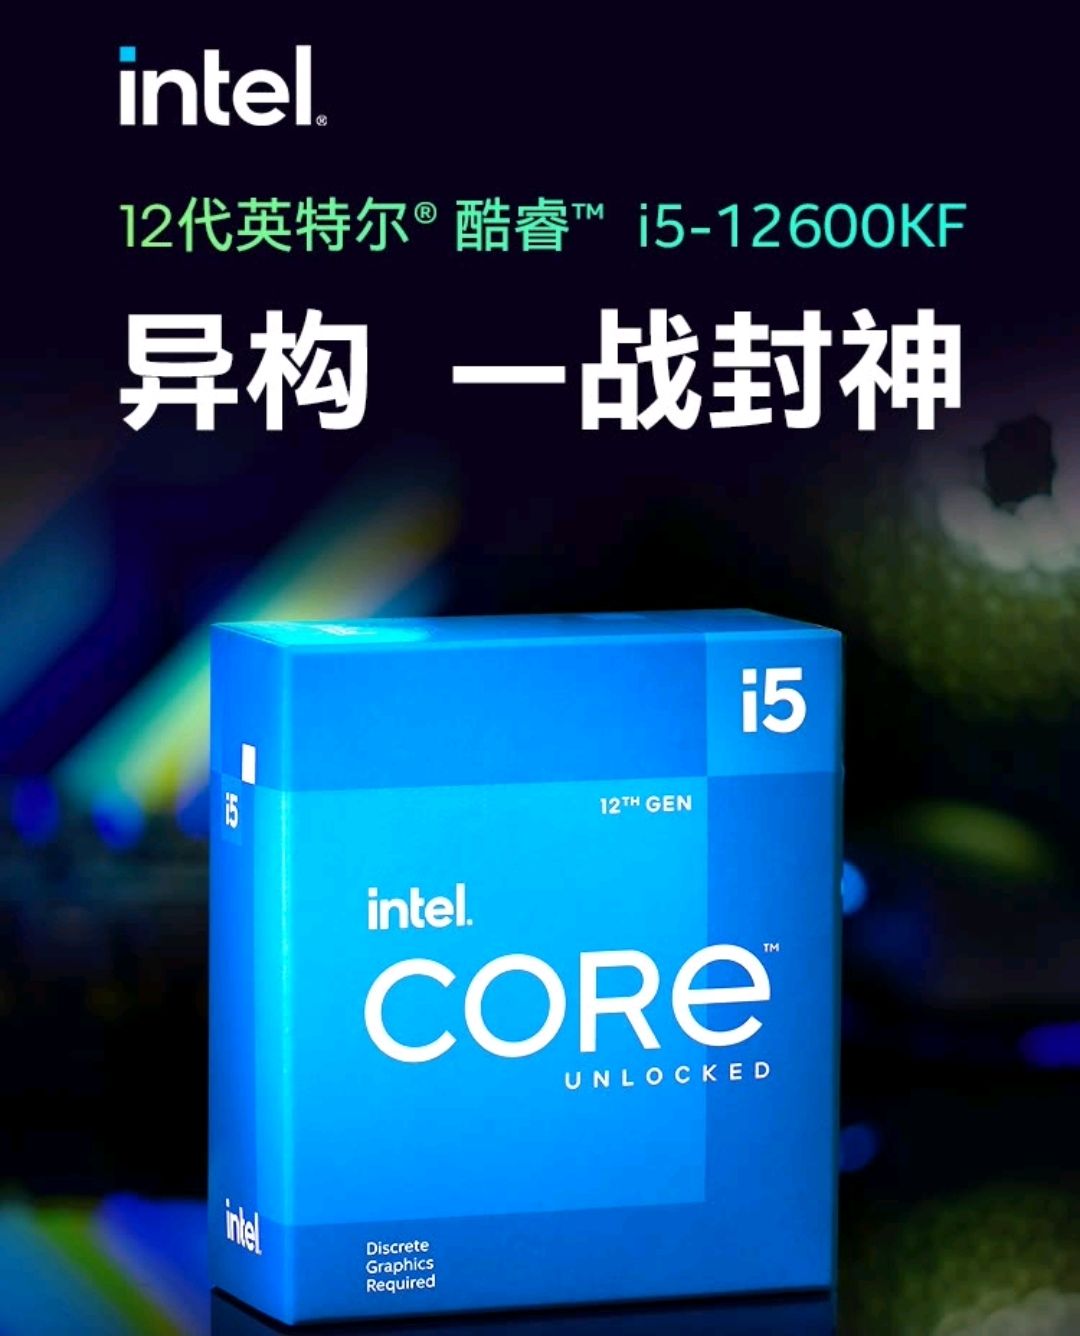 intel®
12代英特尔® 酷睿™ i5-12600KF
异构 一战封神
i5
i5
12TH GEN
intel.
CORE™
UNLOCKED
intel.
Discrete
Graphics
Required